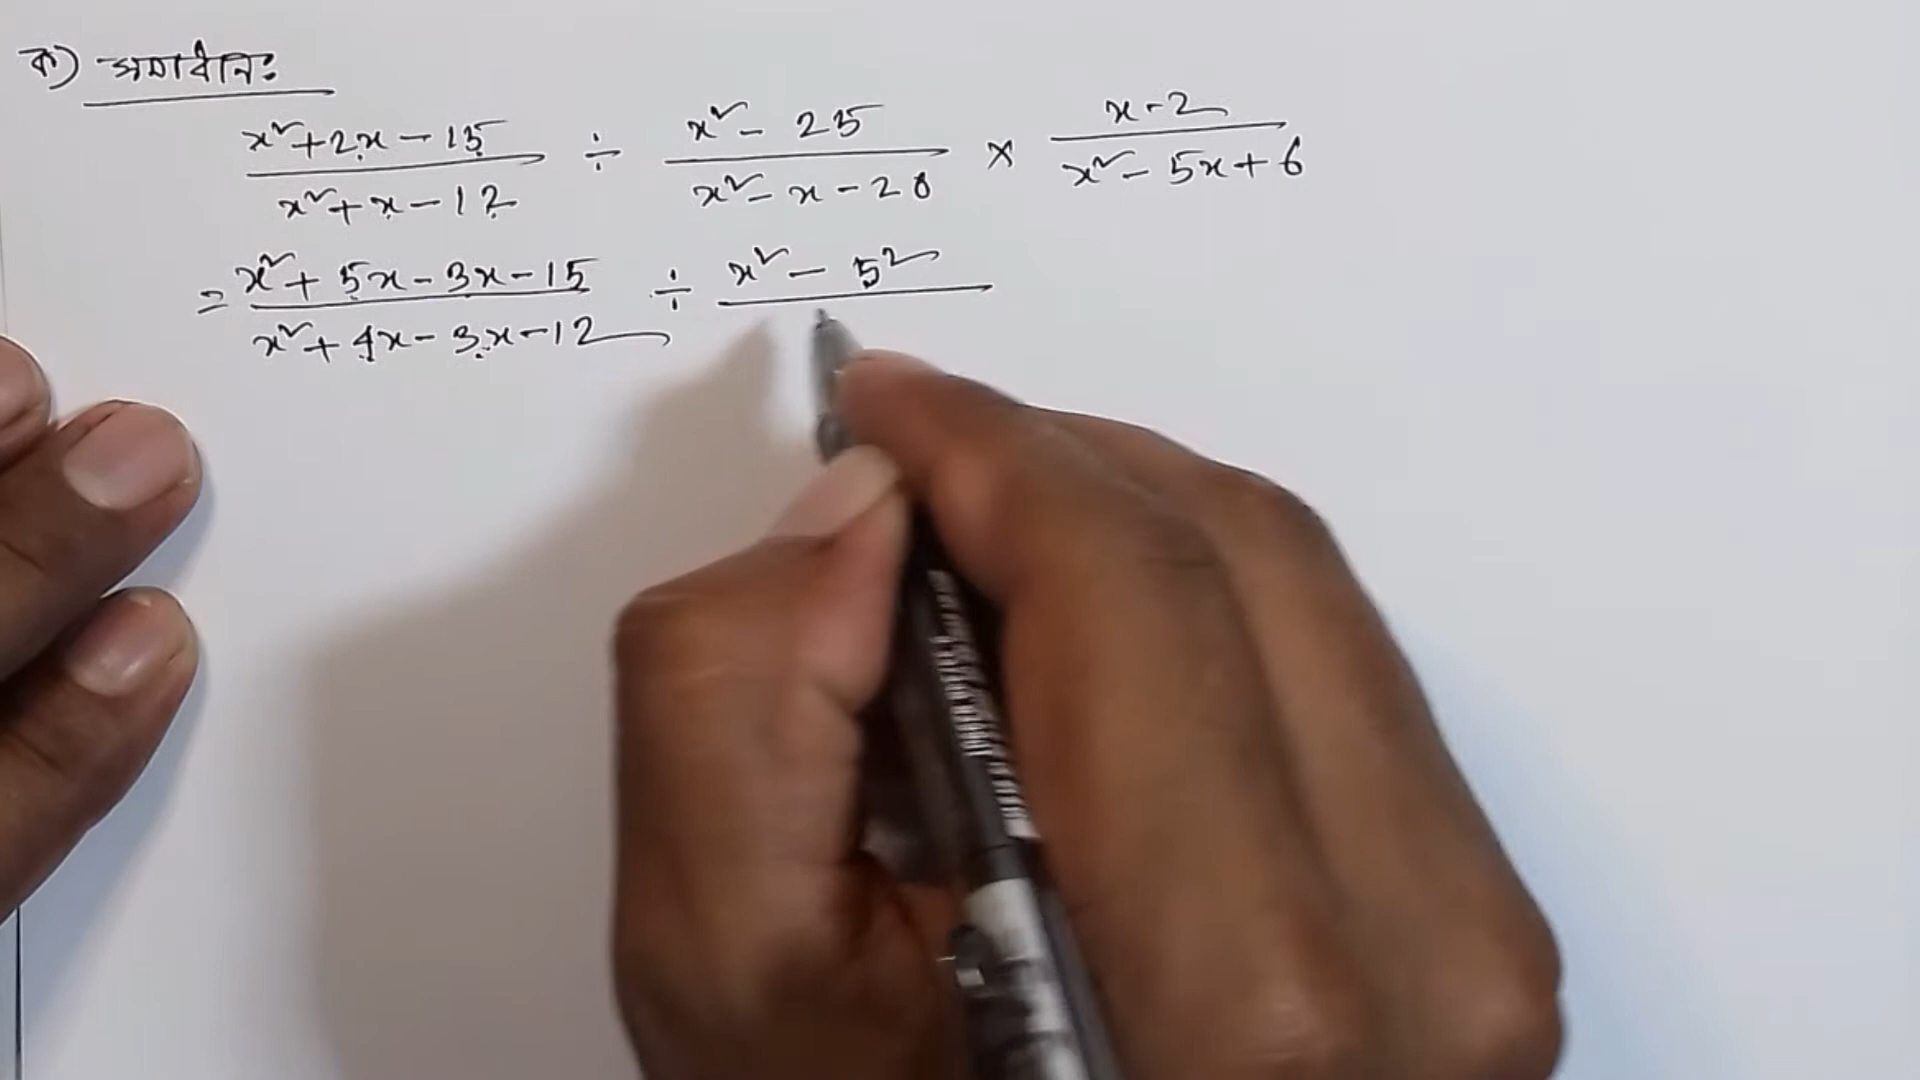 ক) সমাধান:
(x²+2x-15)/(x²+x-12) ÷ (x²-25)/(x²-x-20) × (x-2)/(x²-5x+6)
= (x²+5x-3x-15)/(x²+4x-3x-12) ÷ (x²-5²)/